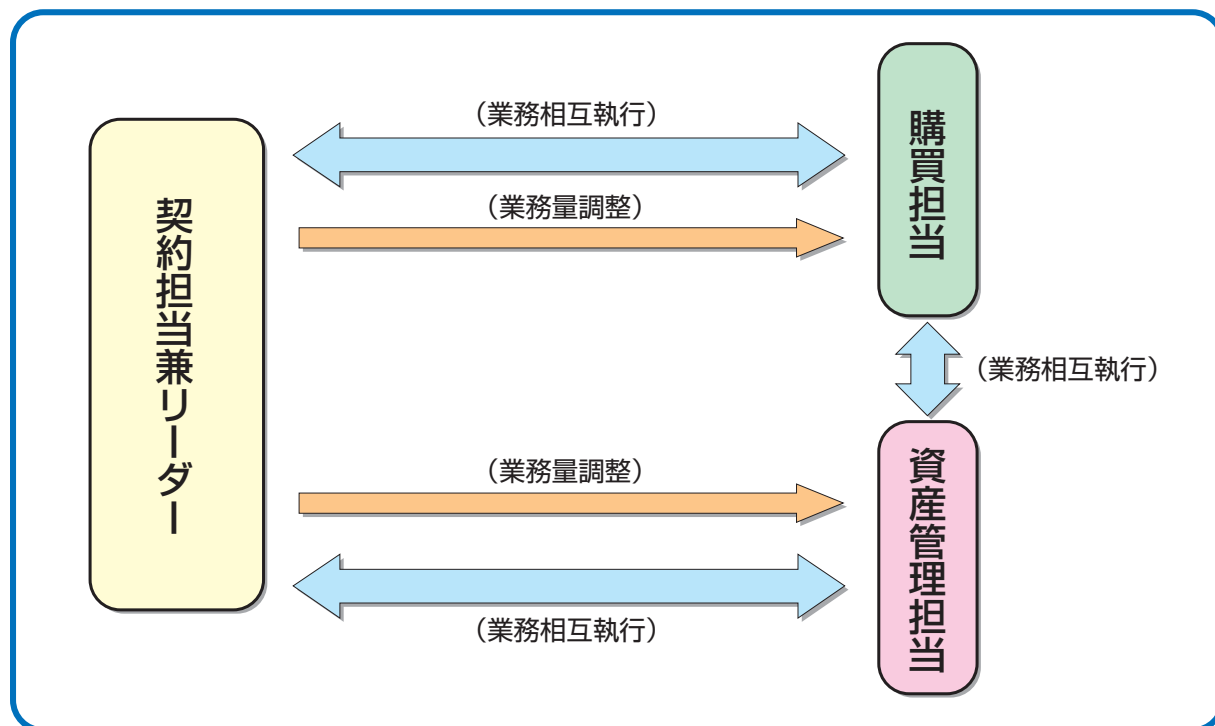 契約担当兼リーダー
（業務相互執行）
（業務量調整）
購買担当
（業務相互執行）
（業務量調整）
（業務相互執行）
資産管理担当